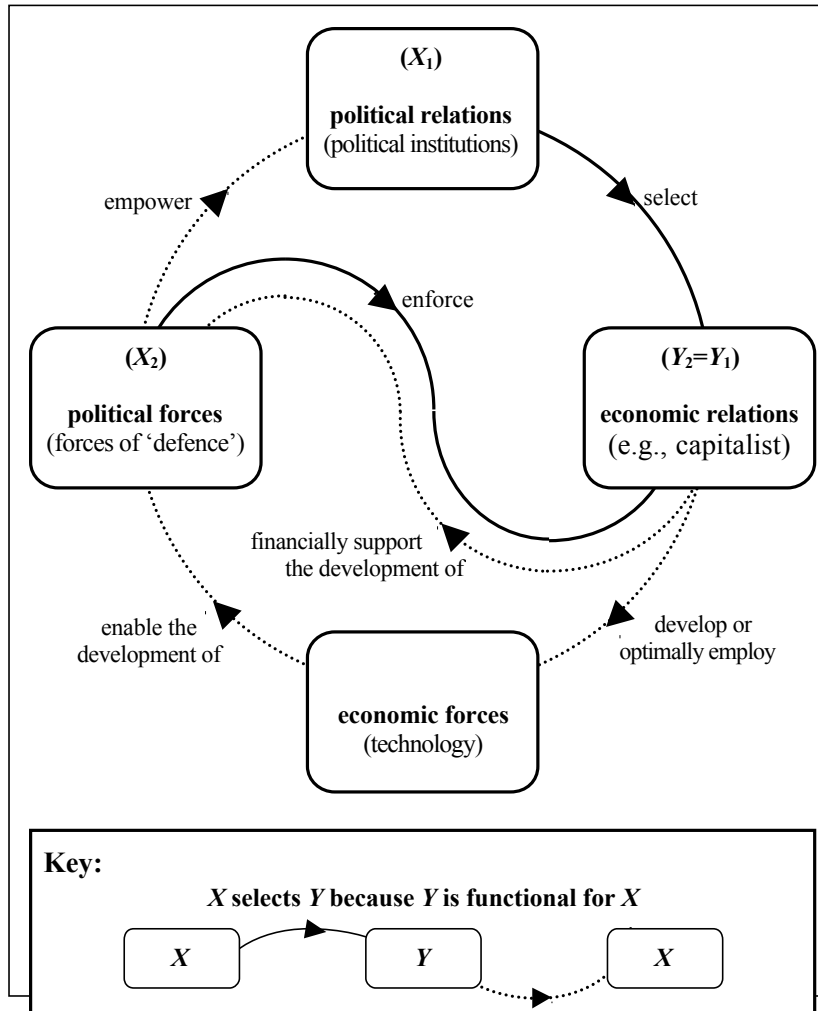 (X₁)
political relations
(political institutions)
empower
select
enforce
(X₂)
political forces
(forces of ‘defence’)
(Y₂=Y₁)
economic relations
(e.g., capitalist)
financially support
the development of
enable the
development of
develop or
optimally employ
economic forces
(technology)
Key:
X selects Y because Y is functional for X
X
Y
X